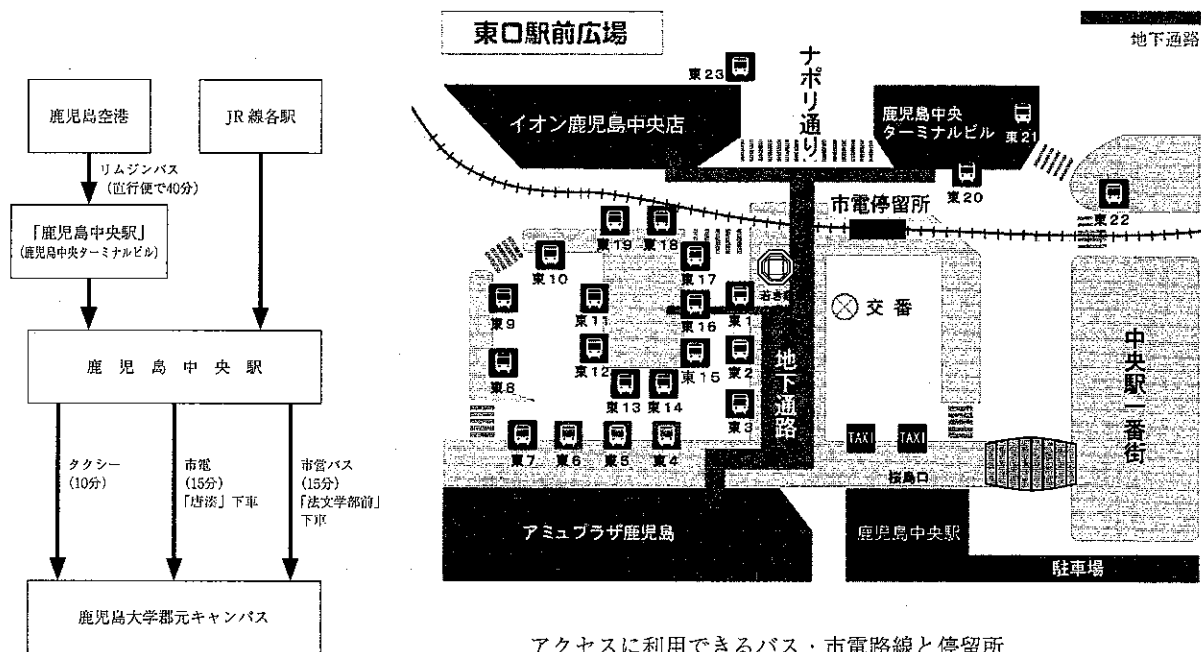 鹿児島空港
JR線各駅
リムジンバス
(直行便で40分)
「鹿児島中央駅」
(鹿児島中央ターミナルビル)
鹿児島中央駅
タクシー
(10分)
市電
(15分)
「唐湊」下車
市営バス
(15分)
「法文学部前」
下車
鹿児島大学郡元キャンパス
東口駅前広場
地下通路
東23
ナポリ通り
イオン鹿児島中央店
鹿児島中央
ターミナルビル
東21
東20
東22
市電停留所
東19
東18
東10
東17
東9
東11
東16
東1
交番
東8
東12
東15
東2
地下通路
中央駅一番街
東13
東14
東3
東7
東6
東5
東4
TAXI
TAXI
桜島口
アミュプラザ鹿児島
鹿児島中央駅
駐車場
アクセスに利用できるバス・市電路線と停留所